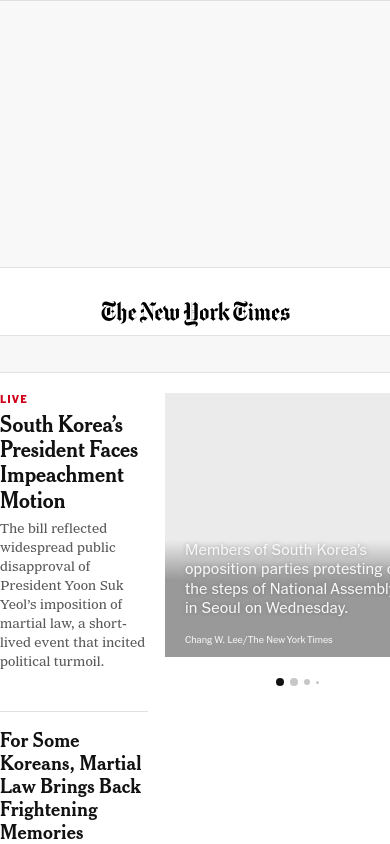 The New York Times
LIVE
South Korea's
President Faces
Impeachment
Motion
The bill reflected
widespread public
disapproval of
President Yoon Suk
Yeol's imposition of
martial law, a short-
lived event that incited
political turmoil.
Members of South Korea's
opposition parties protesting
the steps of National Assembly
in Seoul on Wednesday.
Chang W. Lee/The New York Times
For Some
Koreans, Martial
Law Brings Back
Frightening
Memories